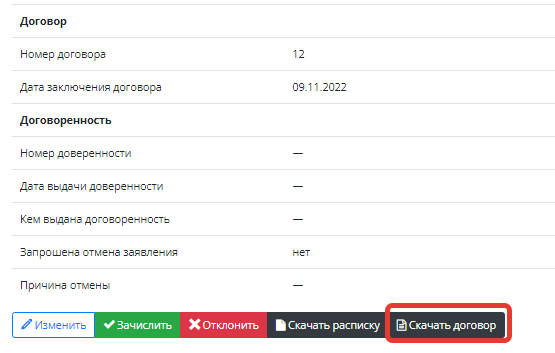 Договор
Номер договора 12
Дата заключения договора 09.11.2022
Договоренность
Номер доверенности —
Дата выдачи доверенности —
Кем выдана договоренность —
Запрошена отмена заявления нет
Причина отмены —
Изменить Зачислить Отклонить Скачать расписку Скачать договор